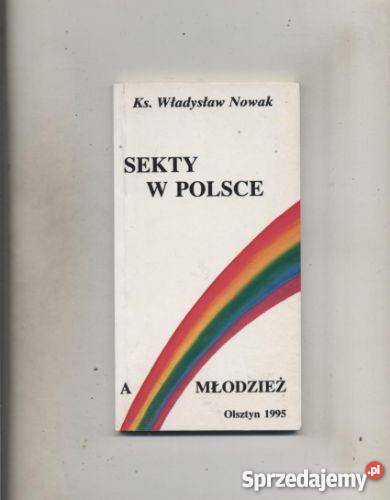 Ks. Władysław Nowak
SEKTY
W POLSCE
A MŁODZIEŻ
Olsztyn 1995
Sprzedajemy.pl